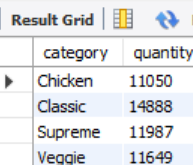 Result Grid
category quantity
Chicken 11050
Classic 14888
Supreme 11987
Veggie 11649